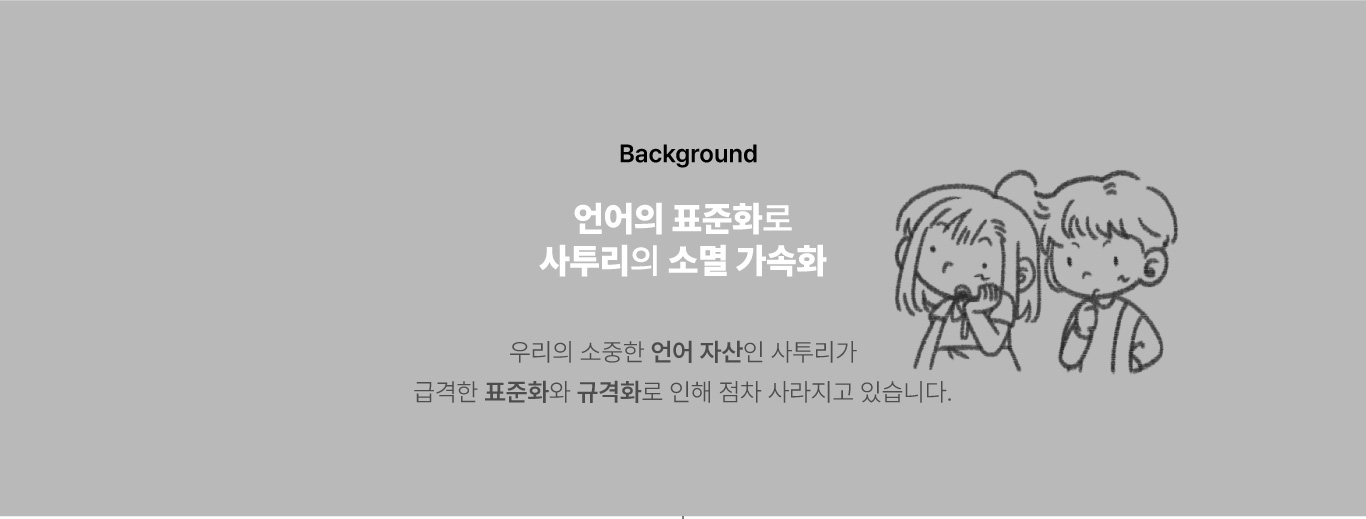 Background
언어의 표준화로
사투리의 소멸 가속화
우리의 소중한 언어 자산인 사투리가
급격한 표준화와 규격화로 인해 점차 사라지고 있습니다.